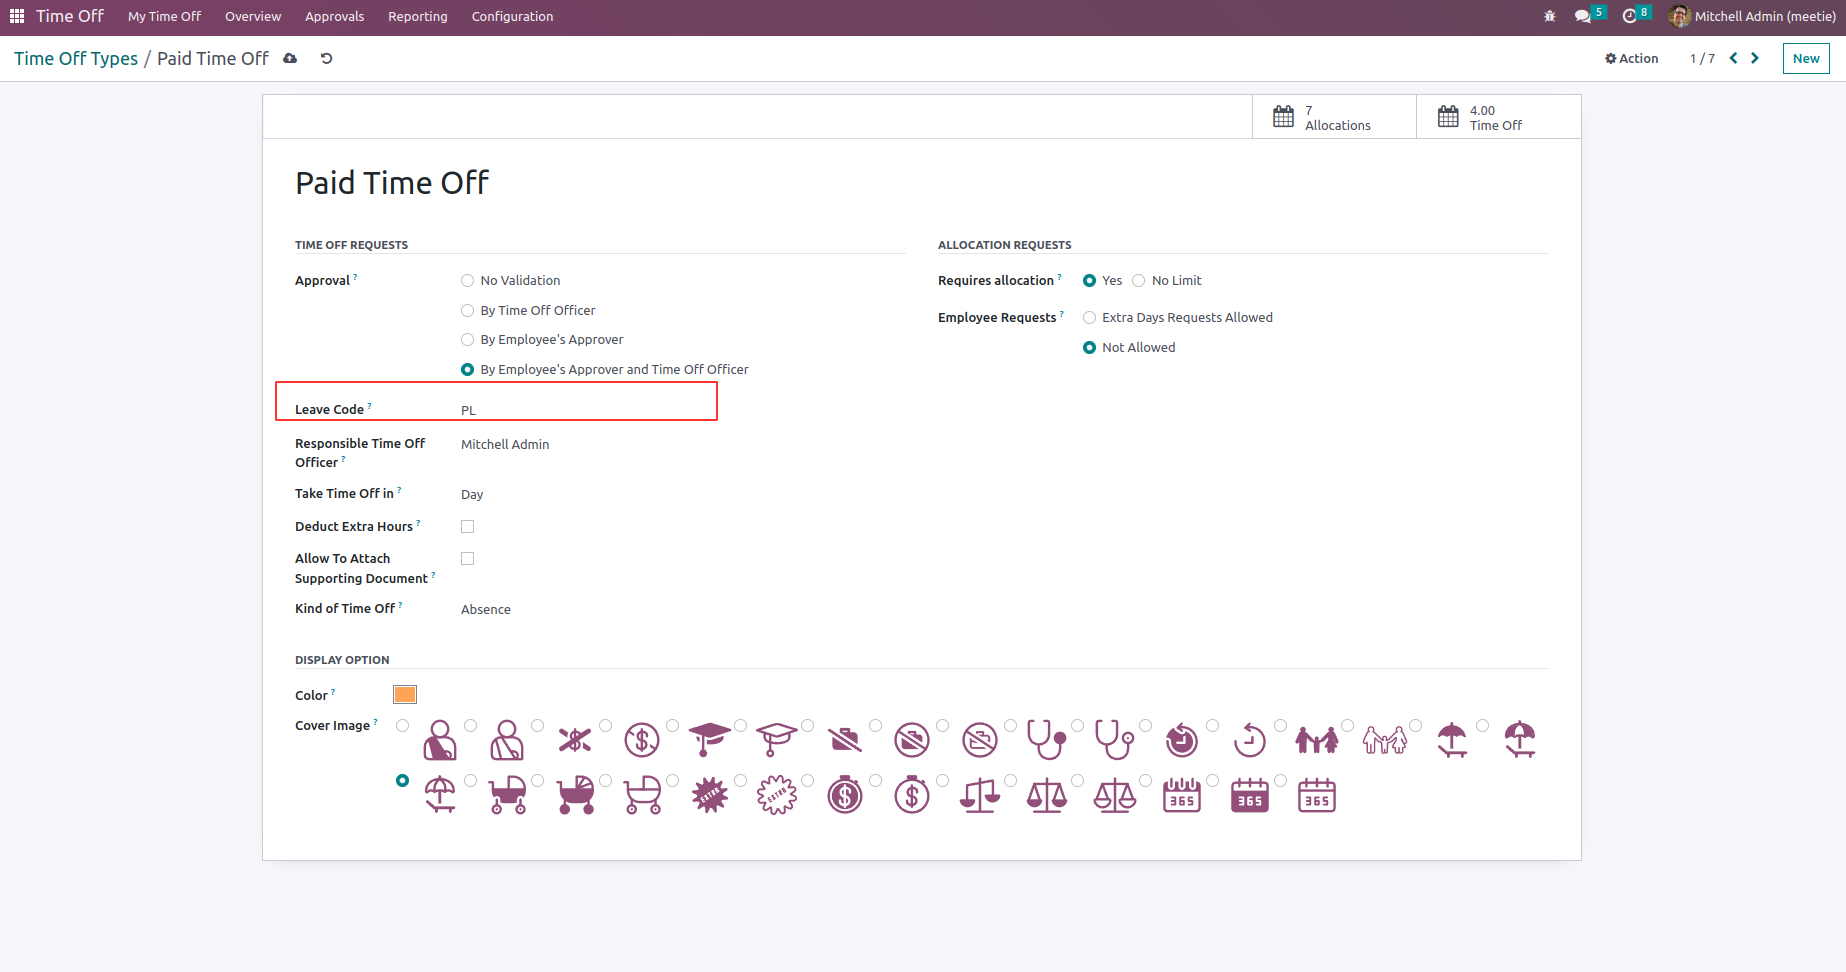 Time Off My Time Off Overview Approvals Reporting Configuration 5 8 Mitchell Admin (meetie)
Time Off Types / Paid Time Off Action 1 / 7 New
7 Allocations 4.00 Time Off
Paid Time Off
TIME OFF REQUESTS
Approval ? No Validation
By Time Off Officer
By Employee's Approver
By Employee's Approver and Time Off Officer
Leave Code ? PL
Responsible Time Off Mitchell Admin
Officer ?
Take Time Off in ? Day
Deduct Extra Hours ?
Allow To Attach
Supporting Document ?
Kind of Time Off ? Absence
ALLOCATION REQUESTS
Requires allocation ? Yes No Limit
Employee Requests ? Extra Days Requests Allowed
Not Allowed
DISPLAY OPTION
Color ?
Cover Image ? $ $
EXTRA EXTRA $ $ 365 365 365